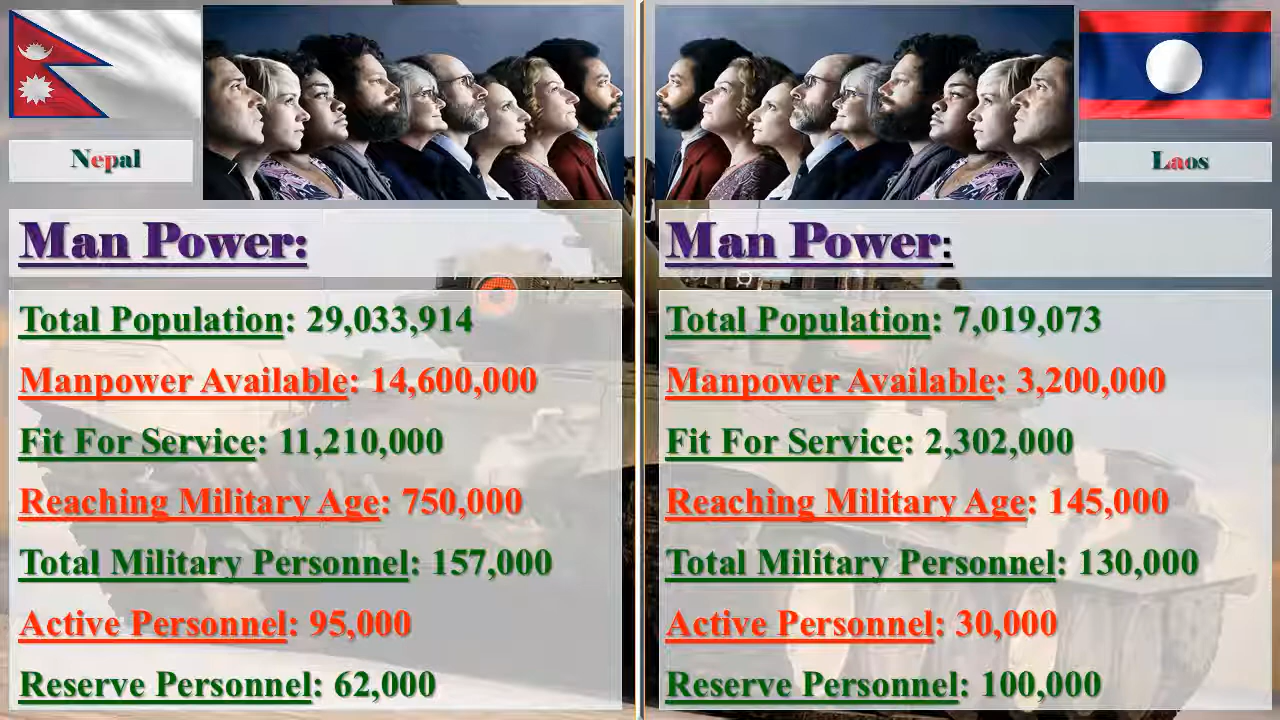 Nepal
Man Power:
Total Population: 29,033,914
Manpower Available: 14,600,000
Fit For Service: 11,210,000
Reaching Military Age: 750,000
Total Military Personnel: 157,000
Active Personnel: 95,000
Reserve Personnel: 62,000
Laos
Man Power:
Total Population: 7,019,073
Manpower Available: 3,200,000
Fit For Service: 2,302,000
Reaching Military Age: 145,000
Total Military Personnel: 130,000
Active Personnel: 30,000
Reserve Personnel: 100,000